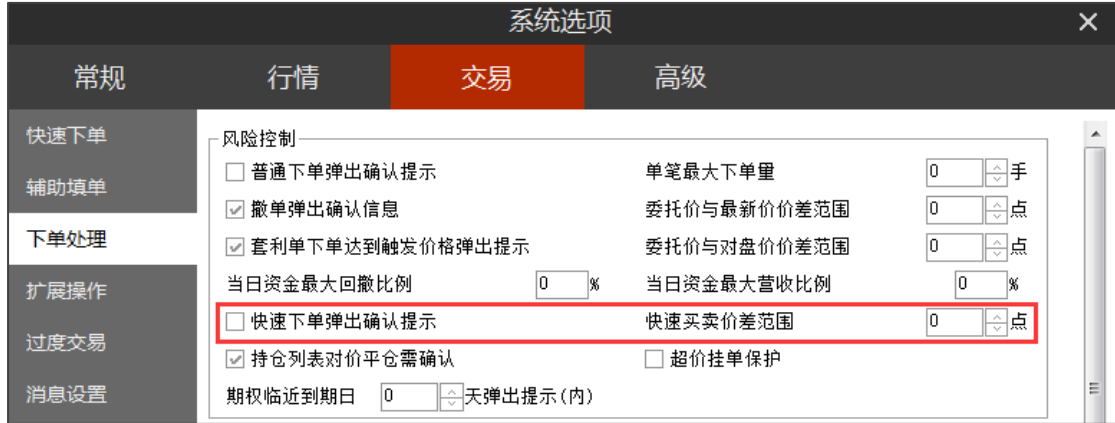 系统选项
常规 行情 交易 高级
快速下单
辅助填单
下单处理
扩展操作
过度交易
消息设置
风险控制
普通下单弹出确认提示 单笔最大下单量 0 手
撤单弹出确认信息 委托价与最新价价差范围 0 点
套利单下单达到触发价格弹出提示 委托价与对盘价价差范围 0 点
当日资金最大回撤比例 0 % 当日资金最大营收比例 0 %
快速下单弹出确认提示 快速买卖价差范围 0 点
持仓列表对价平仓需确认 超价挂单保护
期权临近到期日 0 天弹出提示(内)